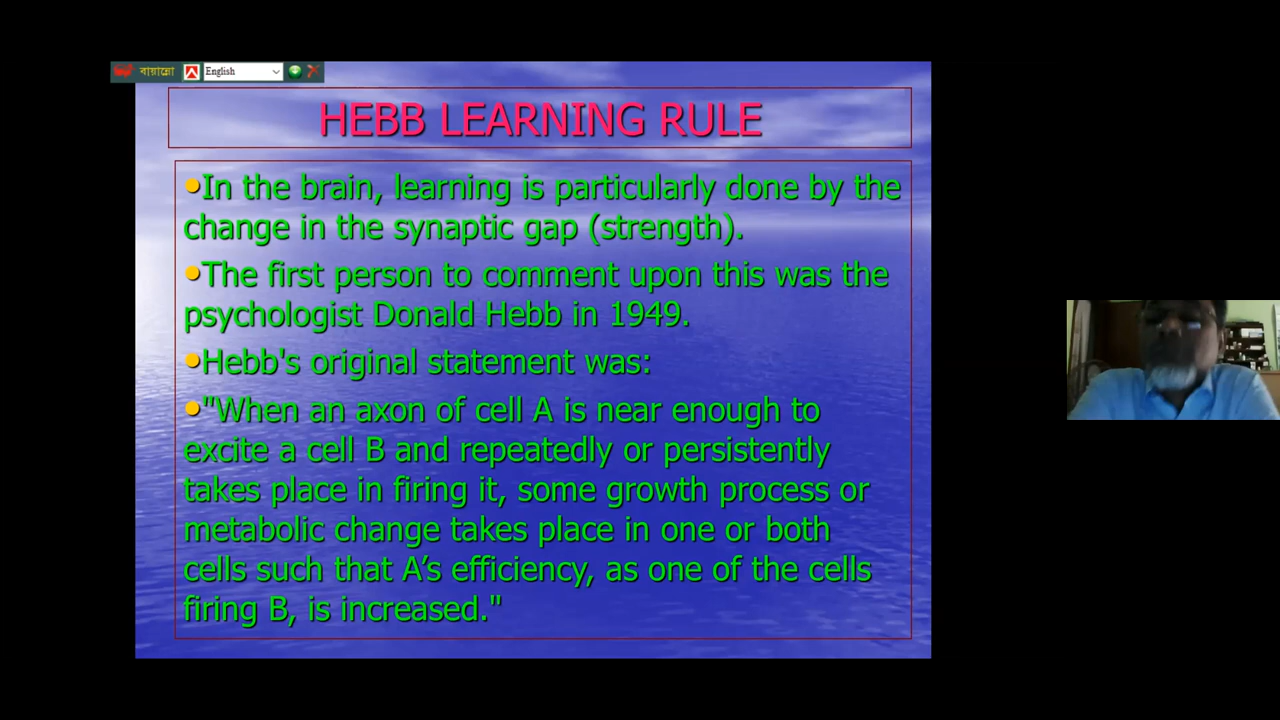 বায়ান্নো English
HEBB LEARNING RULE
•In the brain, learning is particularly done by the
change in the synaptic gap (strength).
•The first person to comment upon this was the
psychologist Donald Hebb in 1949.
•Hebb's original statement was:
•"When an axon of cell A is near enough to
excite a cell B and repeatedly or persistently
takes place in firing it, some growth process or
metabolic change takes place in one or both
cells such that A’s efficiency, as one of the cells
firing B, is increased."